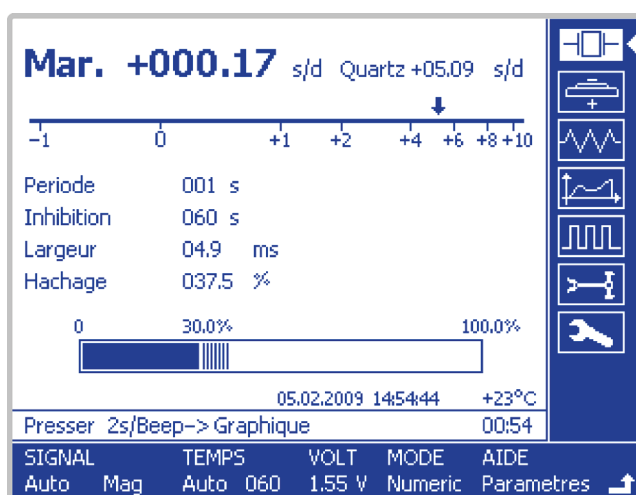 Mar. +000.17 s/d Quartz +05.09 s/d
-1 0 +1 +2 +4 +6 +8 +10
Periode 001 s
Inhibition 060 s
Largeur 04.9 ms
Hachage 037.5 %
0 30.0% 100.0%
05.02.2009 14:54:44 +23°C
Presser 2s/Beep-> Graphique 00:54
SIGNAL TEMPS VOLT MODE AIDE
Auto Mag Auto 060 1.55 V Numeric Parametres